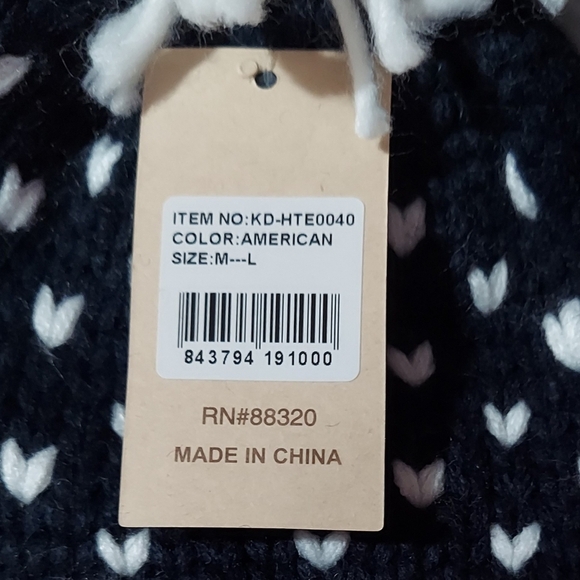 ITEM NO:KD-HTE0040
COLOR:AMERICAN
SIZE:M---L
843794 191000
RN#88320
MADE IN CHINA